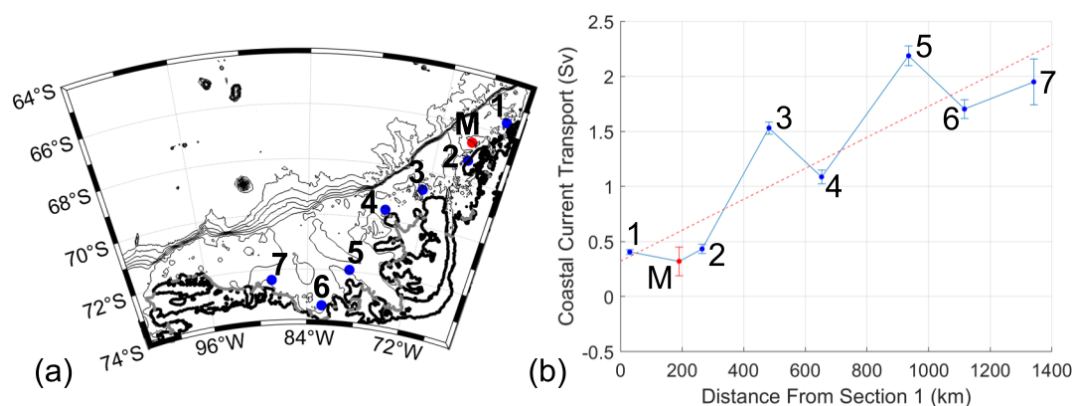 64°S
66°S
68°S
70°S
72°S
74°S
96°W
84°W
72°W
1
M
2
3
4
5
6
7
(a)
Coastal Current Transport (Sv)
2.5
2
1.5
1
0.5
0
-0.5
1
M
2
3
4
5
6
7
0
200
400
600
800
1000
1200
1400
Distance From Section 1 (km)
(b)